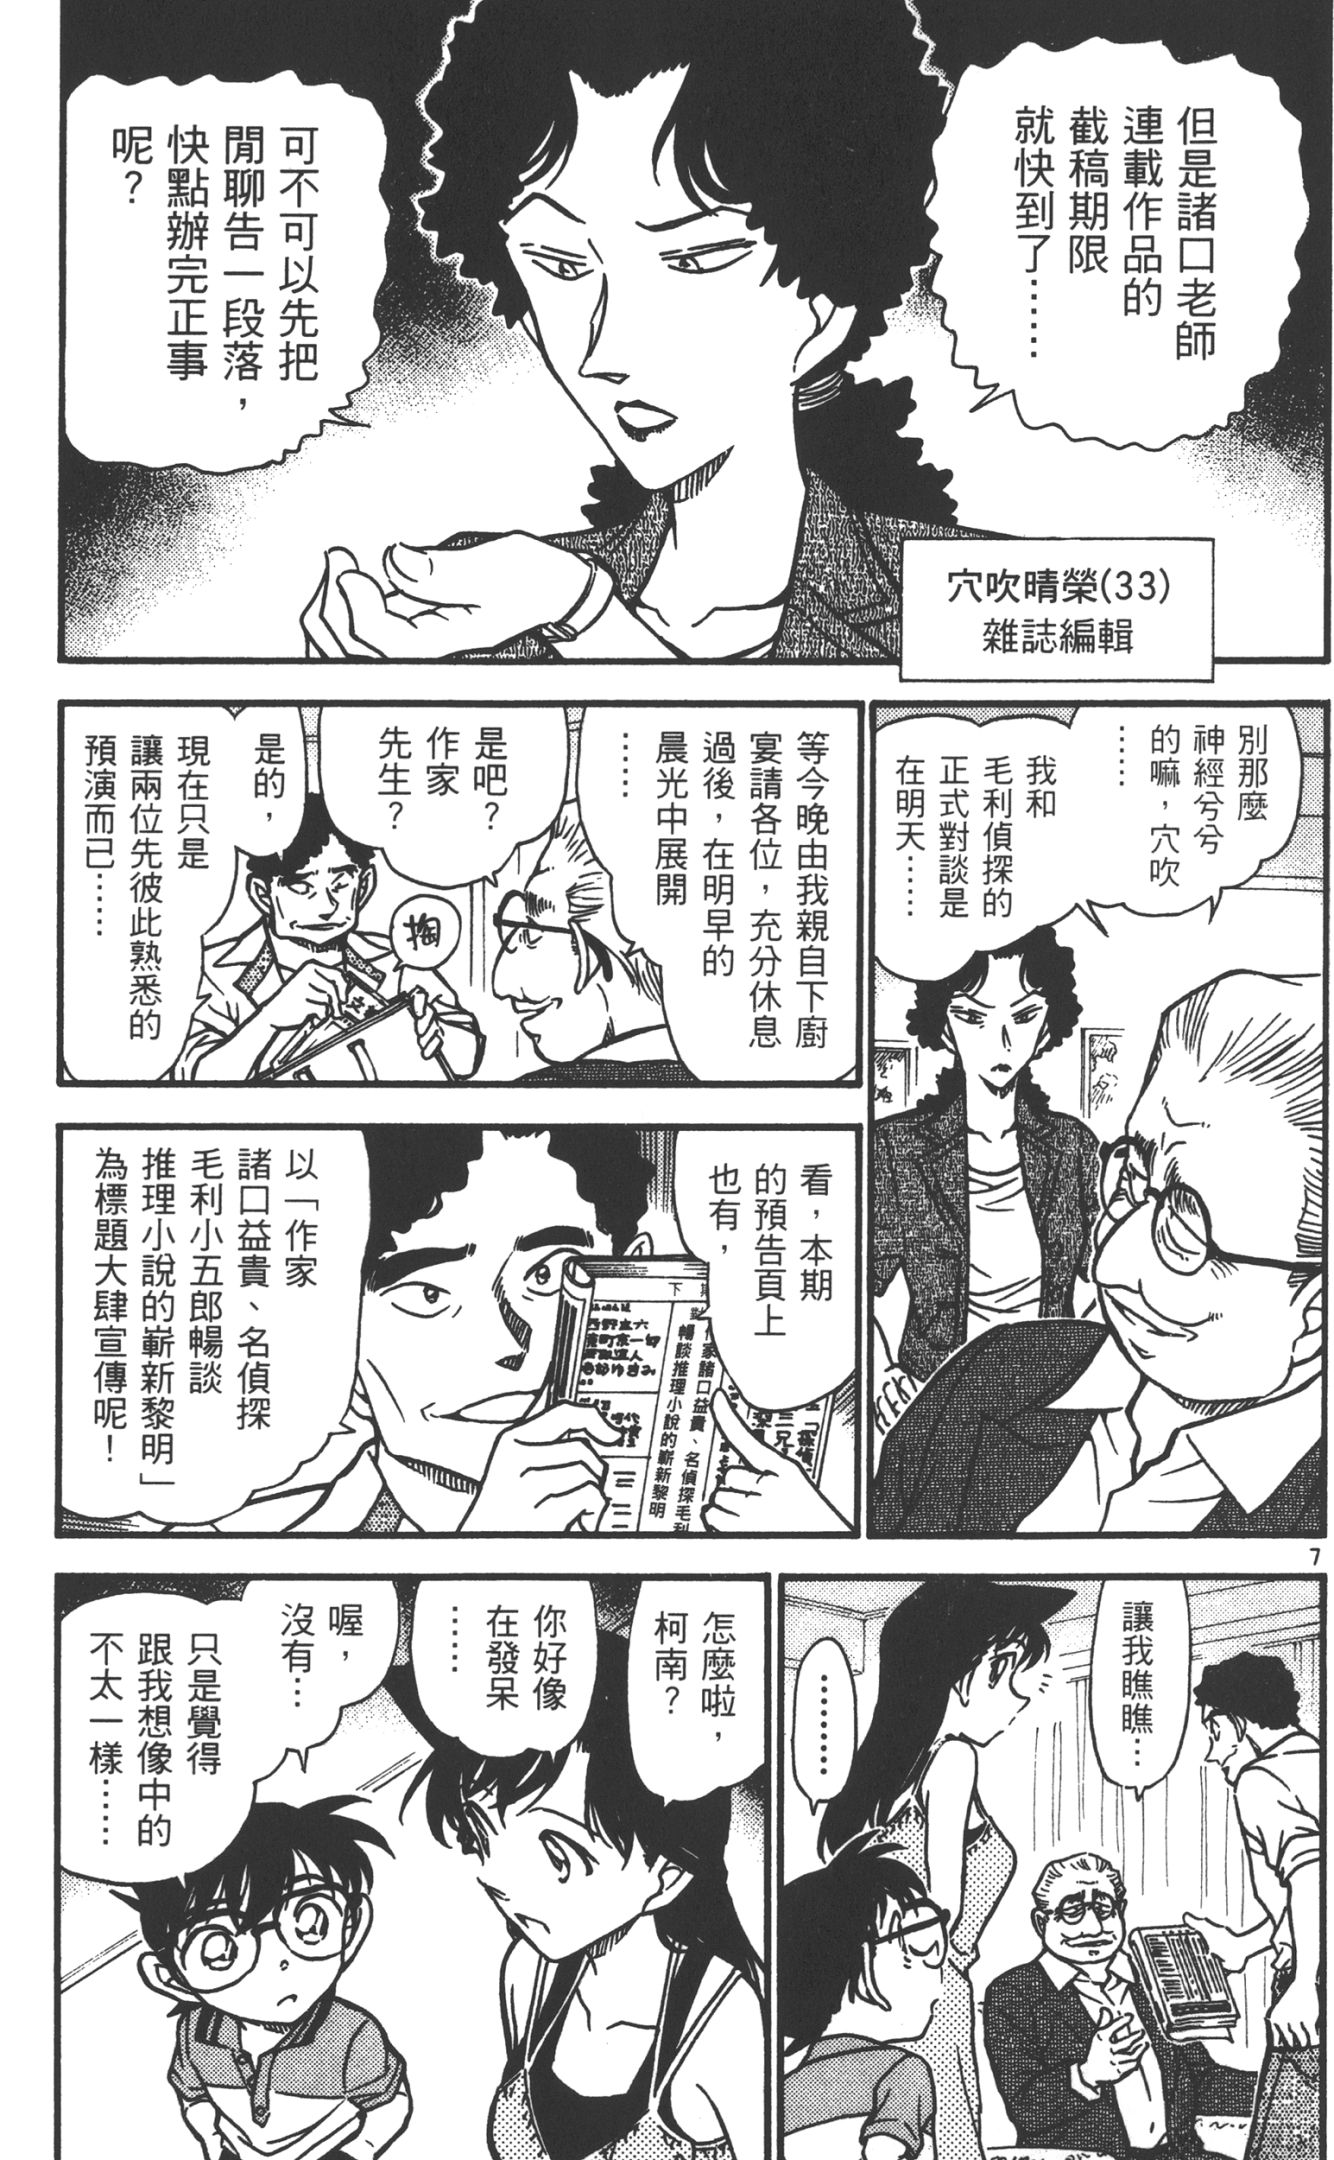 但是諸口老師
連載作品的
截稿期限
就快到了……
可不可以先把
閒聊告一段落，
快點辦完正事
呢？
穴吹晴榮(33)
雜誌編輯
別那麼
神經兮兮
的嘛，穴吹
……
我和
毛利偵探的
正式對談是
在明天……
等今晚由我親自下廚
宴請各位，充分休息
過後，在明早的
晨光中展開
……
是吧？
作家
先生？
是的，
現在只是
讓兩位先彼此熟悉的
預演而已……
掏
看，本期
的預告頁上
也有，
作家諸口益貴、名偵探毛利
暢談推理小說的嶄新黎明
以「作家
諸口益貴、名偵探
毛利小五郎暢談
推理小說的嶄新黎明」
為標題大肆宣傳呢！
7
讓我瞧瞧…
………
怎麼啦，
柯南？
你好像
在發呆
……
喔，
沒有…
只是覺得
跟我想像中的
不太一樣……